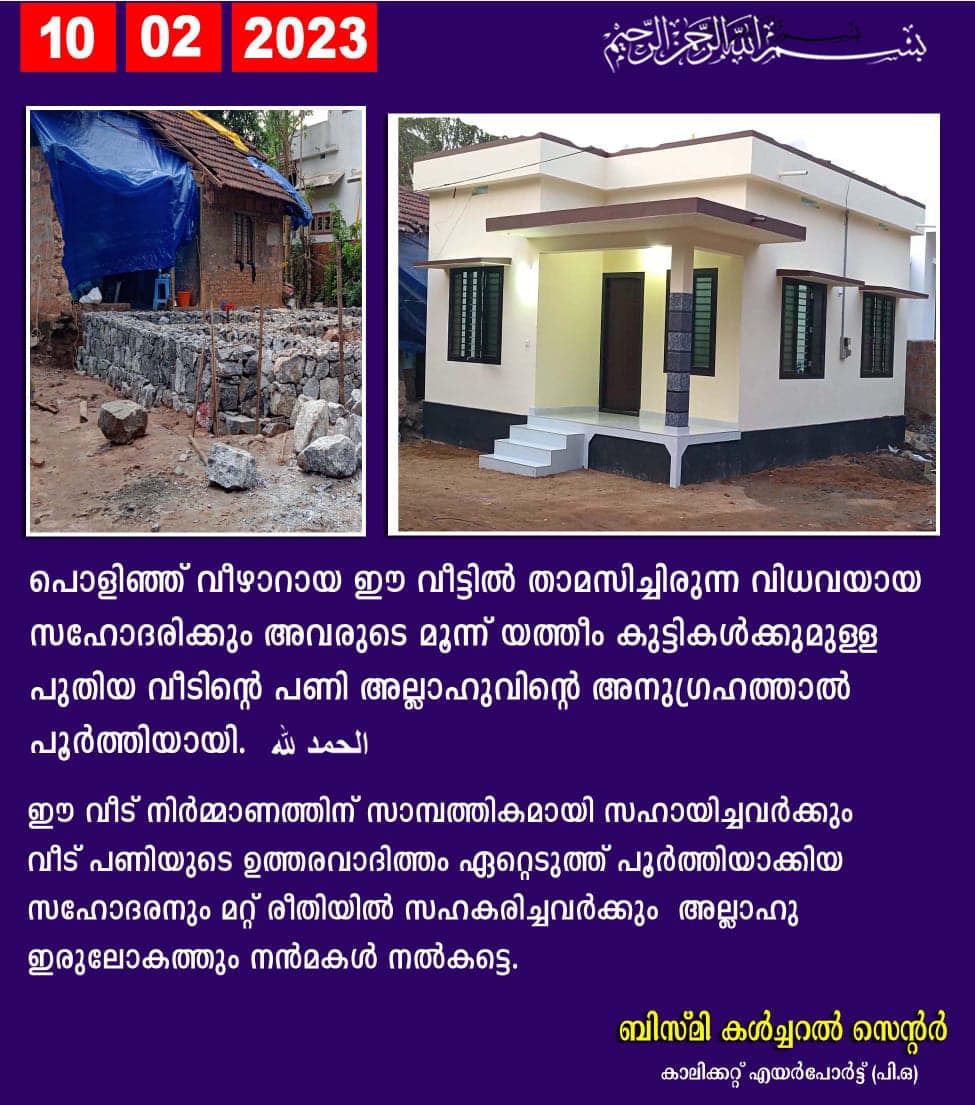 10 02 2023
بسم الله الرحمن الرحيم
പൊളിഞ്ഞ് വീഴാറായ ഈ വീട്ടിൽ താമസിച്ചിരുന്ന വിധവയായ
സഹോദരിക്കും അവരുടെ മൂന്ന് യത്തീം കുട്ടികൾക്കുമുളള
പുതിയ വീടിന്റെ പണി അല്ലാഹുവിന്റെ അനുഗ്രഹത്താൽ
പൂർത്തിയായി. الحمد لله
ഈ വീട് നിർമ്മാണത്തിന് സാമ്പത്തികമായി സഹായിച്ചവർക്കും
വീട് പണിയുടെ ഉത്തരവാദിത്തം ഏറ്റെടുത്ത് പൂർത്തിയാക്കിയ
സഹോദരനും മറ്റ് രീതിയിൽ സഹകരിച്ചവർക്കും അല്ലാഹു
ഇരുലോകത്തും നൻമകൾ നൽകട്ടെ.
ബിസ്മി കൾച്ചറൽ സെന്റർ
കാലിക്കറ്റ് എയർപോർട്ട് (പി.ഒ)